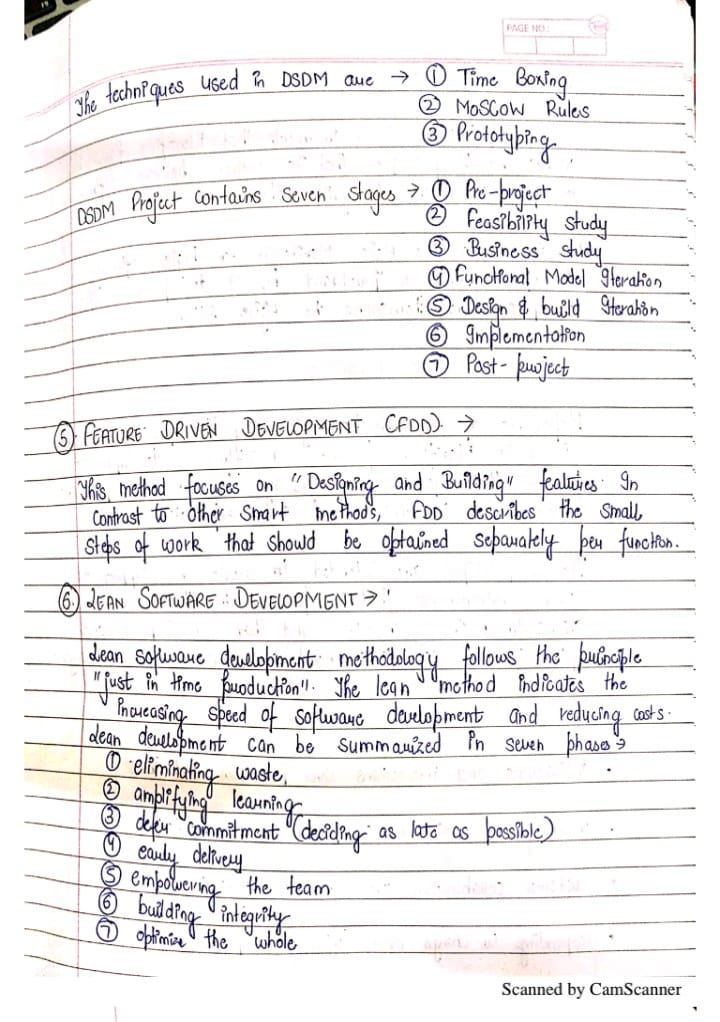 PAGE NO.:
The techniques used in DSDM are → ① Time Boxing
② MoSCoW Rules
③ Prototyping
DSDM Project contains seven stages → ① Pre-project
② Feasibility study
③ Business study
④ Functional Model Iteration
⑤ Design & build Iteration
⑥ Implementation
⑦ Post-project
⑤. FEATURE DRIVEN DEVELOPMENT (FDD). →
This method focuses on "Designing and Building" features. In
contrast to other smart methods, FDD describes the small
steps of work that should be obtained separately per function.
⑥. LEAN SOFTWARE DEVELOPMENT →
Lean software development methodology follows the principle
"just in time production". The lean method indicates the
increasing speed of software development and reducing costs.
Lean development can be summarized in seven phases →
① eliminating waste,
② amplifying learning
③ defer commitment (deciding as late as possible)
④ early delivery
⑤ empowering the team
⑥ building integrity
⑦ optimize the whole
Scanned by CamScanner